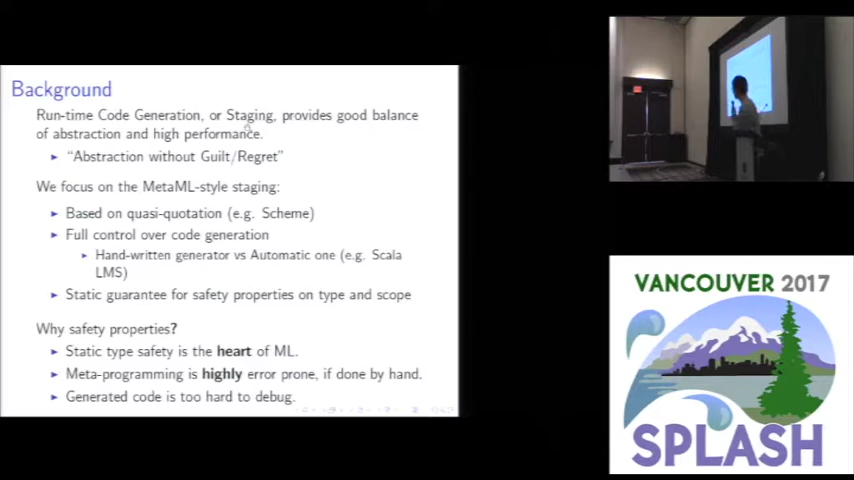 Background
Run-time Code Generation, or Staging, provides good balance
of abstraction and high performance.
► "Abstraction without Guilt/Regret"
We focus on the MetaML-style staging:
► Based on quasi-quotation (e.g. Scheme)
► Full control over code generation
► Hand-written generator vs Automatic one (e.g. Scala
LMS)
► Static guarantee for safety properties on type and scope
Why safety properties?
► Static type safety is the heart of ML.
► Meta-programming is highly error prone, if done by hand.
► Generated code is too hard to debug.
VANCOUVER 2017
SPLASH